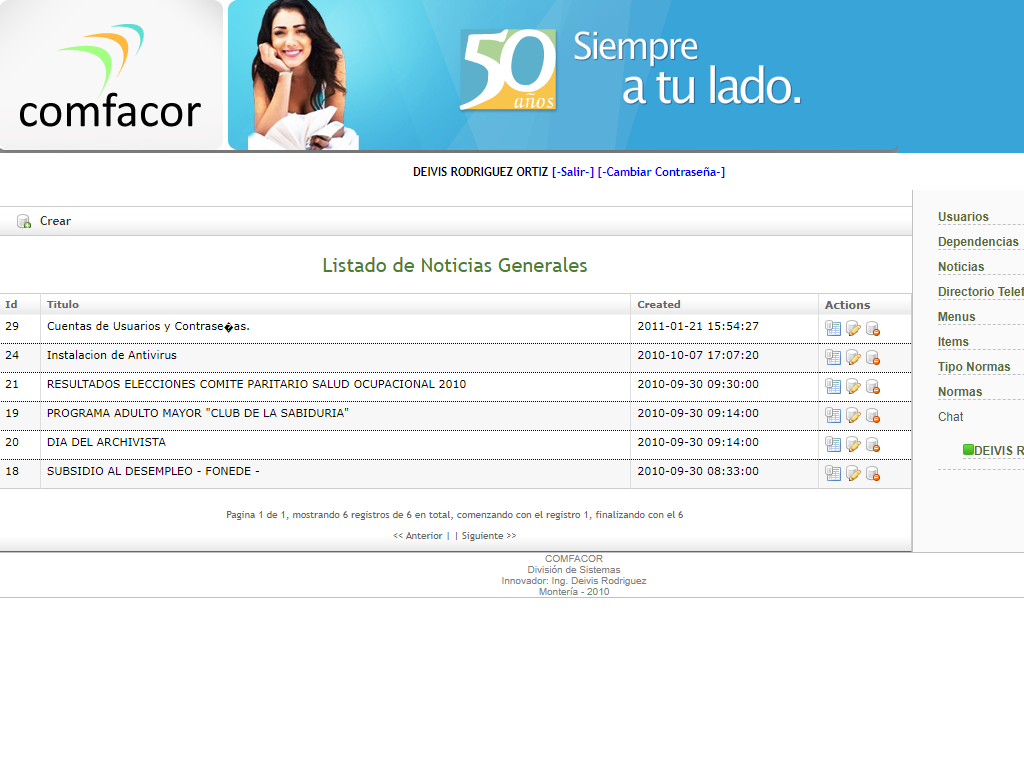 comfacor
50 años
Siempre
a tu lado.
DEIVIS RODRIGUEZ ORTIZ [-Salir-] [-Cambiar Contraseña-]
Crear
Listado de Noticias Generales
Id Titulo Created Actions
29 Cuentas de Usuarios y Contrase�as. 2011-01-21 15:54:27
24 Instalacion de Antivirus 2010-10-07 17:07:20
21 RESULTADOS ELECCIONES COMITE PARITARIO SALUD OCUPACIONAL 2010 2010-09-30 09:30:00
19 PROGRAMA ADULTO MAYOR "CLUB DE LA SABIDURIA" 2010-09-30 09:14:00
20 DIA DEL ARCHIVISTA 2010-09-30 09:14:00
18 SUBSIDIO AL DESEMPLEO - FONEDE - 2010-09-30 08:33:00
Pagina 1 de 1, mostrando 6 registros de 6 en total, comenzando con el registro 1, finalizando con el 6
<< Anterior | | Siguiente >>
Usuarios
Dependencias
Noticias
Directorio Telef
Menus
Items
Tipo Normas
Normas
Chat
DEIVIS R
COMFACOR
División de Sistemas
Innovador: Ing. Deivis Rodriguez
Montería - 2010